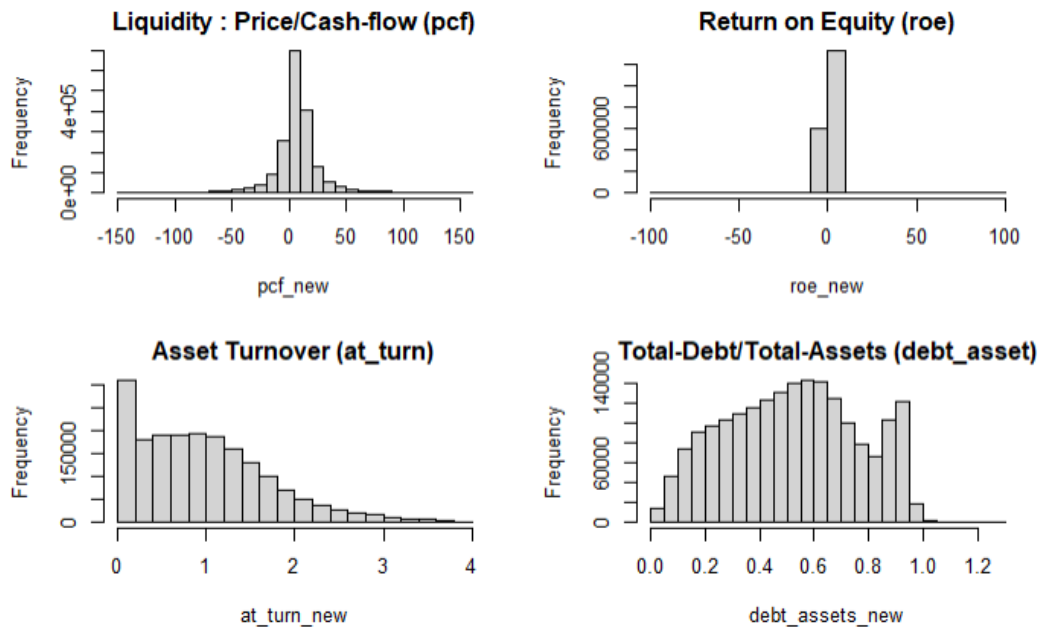 Liquidity : Price/Cash-flow (pcf)
Frequency
4e+05
0e+00
-150 -100 -50 0 50 100 150
pcf_new
Return on Equity (roe)
Frequency
600000
0
-100 -50 0 50 100
roe_new
Asset Turnover (at_turn)
Frequency
150000
0
0 1 2 3 4
at_turn_new
Total-Debt/Total-Assets (debt_asset)
Frequency
140000
60000
0
0.0 0.2 0.4 0.6 0.8 1.0 1.2
debt_assets_new